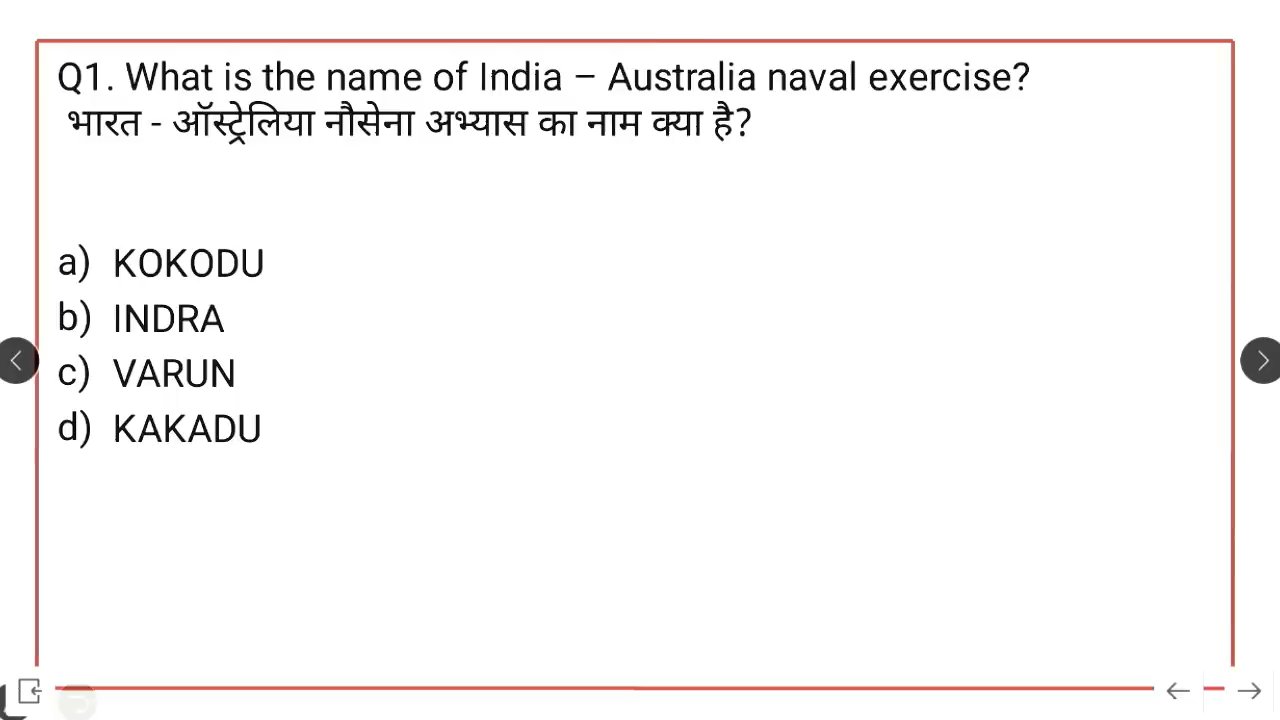 Q1. What is the name of India – Australia naval exercise?
भारत - ऑस्ट्रेलिया नौसेना अभ्यास का नाम क्या है?
a) KOKODU
b) INDRA
c) VARUN
d) KAKADU